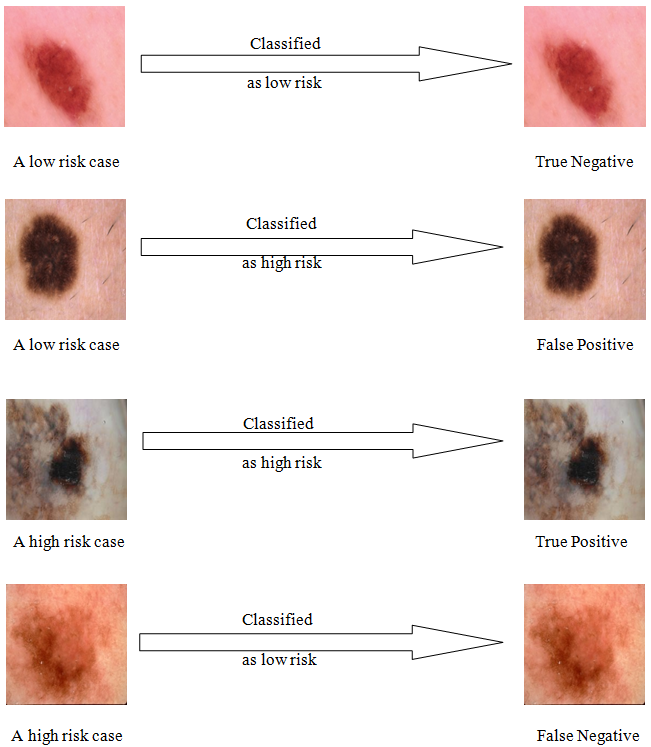 Classified
as low risk
A low risk case
True Negative
Classified
as high risk
A low risk case
False Positive
Classified
as high risk
A high risk case
True Positive
Classified
as low risk
A high risk case
False Negative